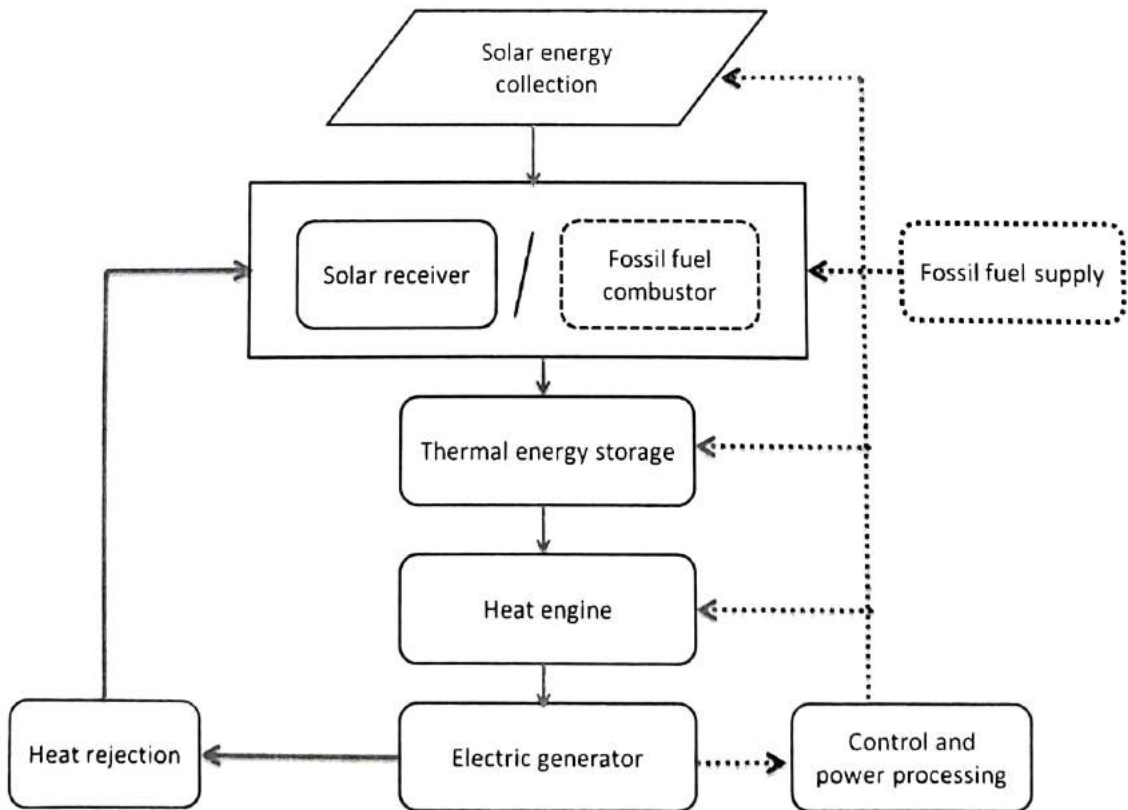 Solar energy
collection
Solar receiver
/
Fossil fuel
combustor
Fossil fuel supply
Thermal energy storage
Heat engine
Heat rejection
Electric generator
Control and
power processing